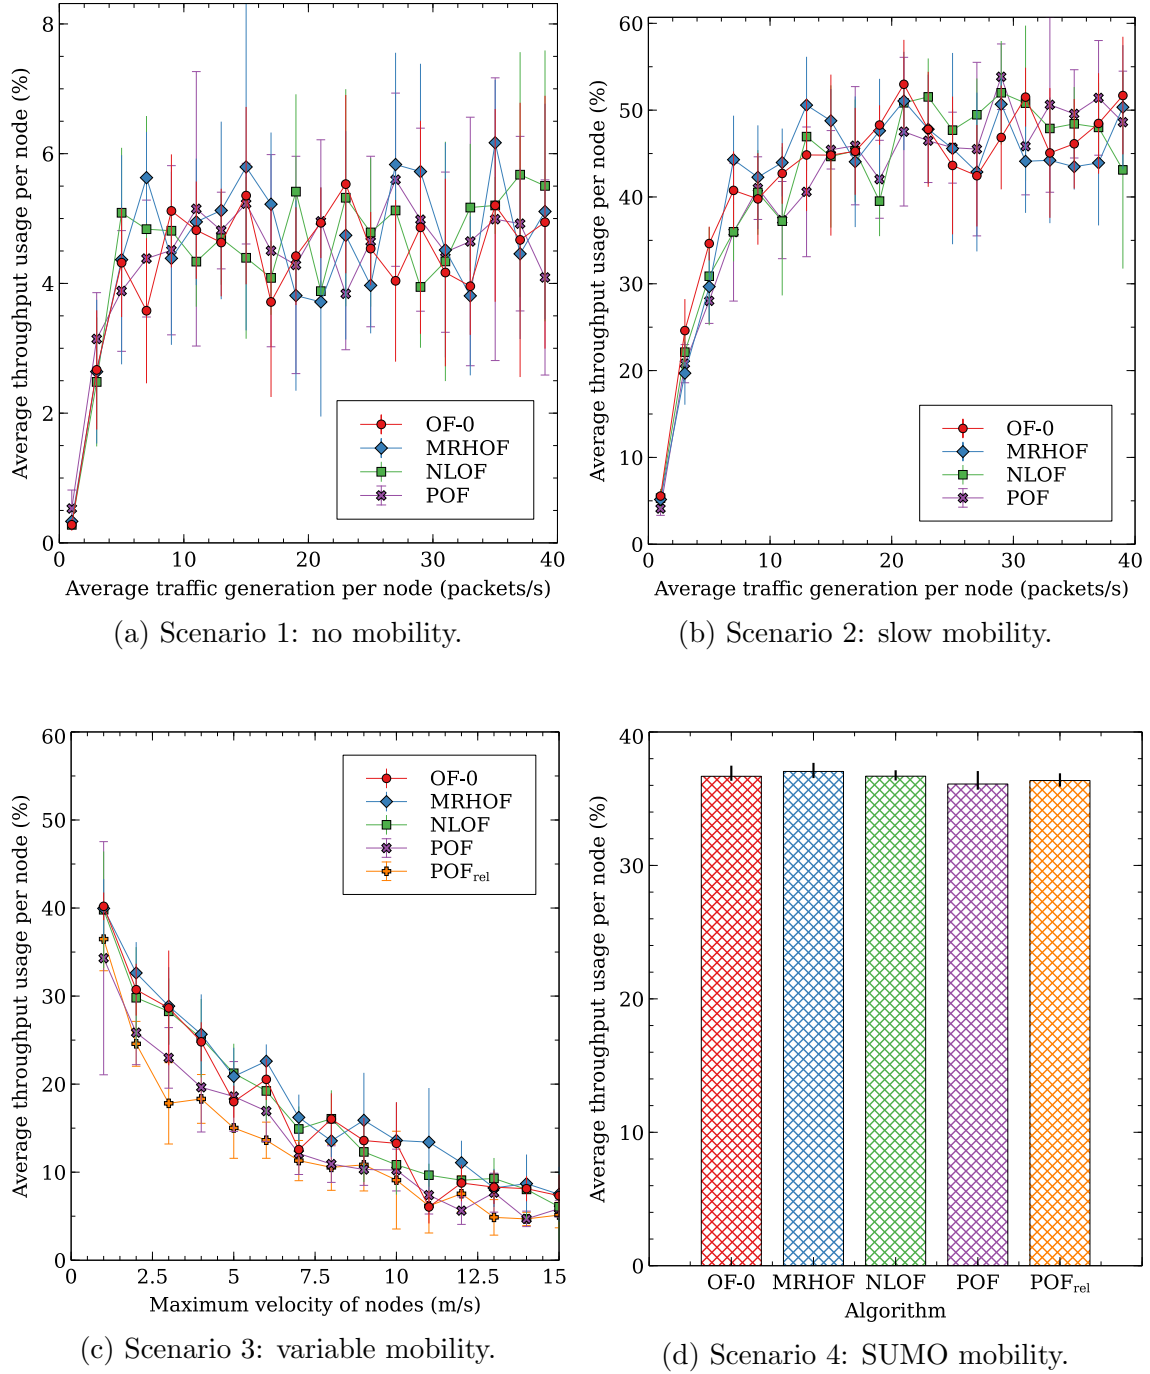 Average throughput usage per node (%)
8
6
4
2
0
0
10
20
30
40
OF-0
MRHOF
NLOF
POF
Average traffic generation per node (packets/s)
(a) Scenario 1: no mobility.
Average throughput usage per node (%)
60
50
40
30
20
10
0
0
10
20
30
40
OF-0
MRHOF
NLOF
POF
Average traffic generation per node (packets/s)
(b) Scenario 2: slow mobility.
Average throughput usage per node (%)
60
50
40
30
20
10
0
0
2.5
5
7.5
10
12.5
15
OF-0
MRHOF
NLOF
POF
POFrel
Maximum velocity of nodes (m/s)
(c) Scenario 3: variable mobility.
Average throughput usage per node (%)
40
30
20
10
0
OF-0
MRHOF
NLOF
POF
POFrel
Algorithm
(d) Scenario 4: SUMO mobility.